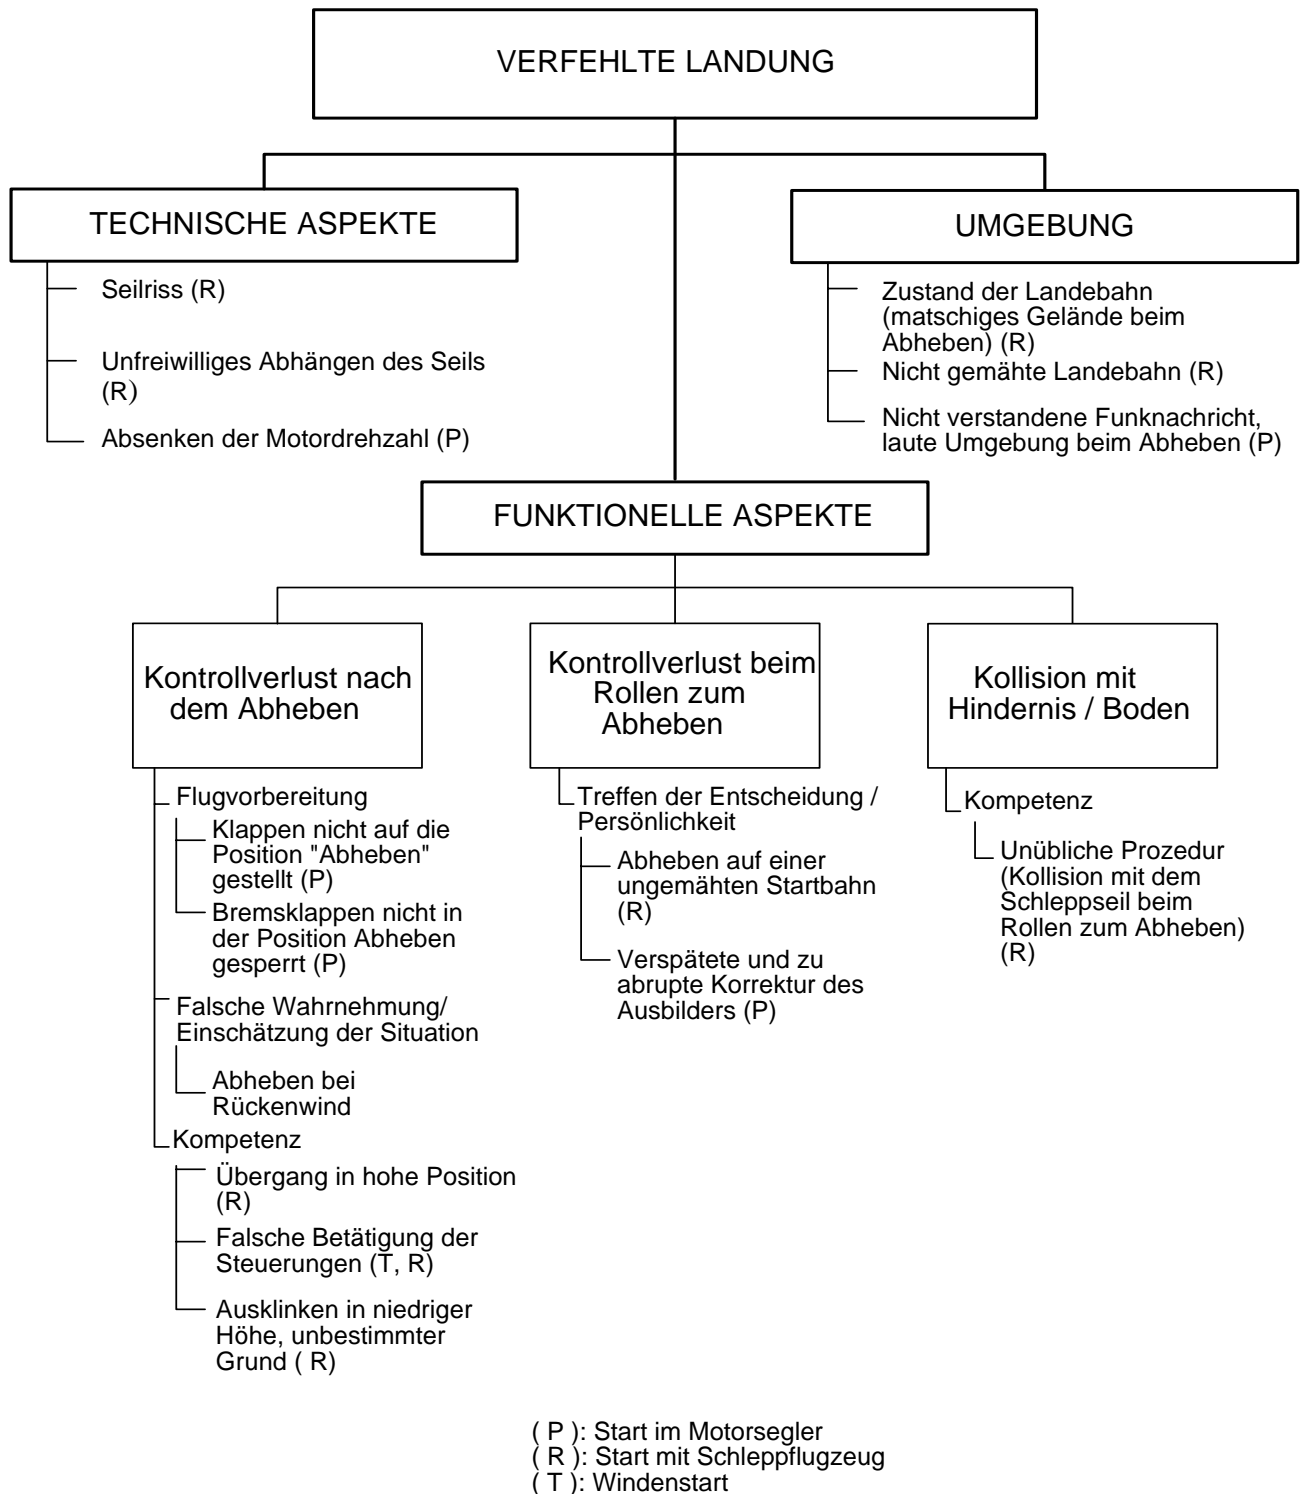 VERFEHLTE LANDUNG
TECHNISCHE ASPEKTE
Seilriss (R)
Unfreiwilliges Abhängen des Seils
(R)
Absenken der Motordrehzahl (P)
UMGEBUNG
Zustand der Landebahn
(matschiges Gelände beim
Abheben) (R)
Nicht gemähte Landebahn (R)
Nicht verstandene Funknachricht,
laute Umgebung beim Abheben (P)
FUNKTIONELLE ASPEKTE
Kontrollverlust nach
dem Abheben
Flugvorbereitung
Klappen nicht auf die
Position "Abheben"
gestellt (P)
Bremsklappen nicht in
der Position Abheben
gesperrt (P)
Falsche Wahrnehmung/
Einschätzung der Situation
Abheben bei
Rückenwind
Kompetenz
Übergang in hohe Position
(R)
Falsche Betätigung der
Steuerungen (T, R)
Ausklinken in niedriger
Höhe, unbestimmter
Grund ( R)
Kontrollverlust beim
Rollen zum
Abheben
Treffen der Entscheidung /
Persönlichkeit
Abheben auf einer
ungemähten Startbahn
(R)
Verspätete und zu
abrupte Korrektur des
Ausbilders (P)
Kollision mit
Hindernis / Boden
Kompetenz
Unübliche Prozedur
(Kollision mit dem
Schleppseil beim
Rollen zum Abheben)
(R)
( P ): Start im Motorsegler
( R ): Start mit Schleppflugzeug
( T ): Windenstart